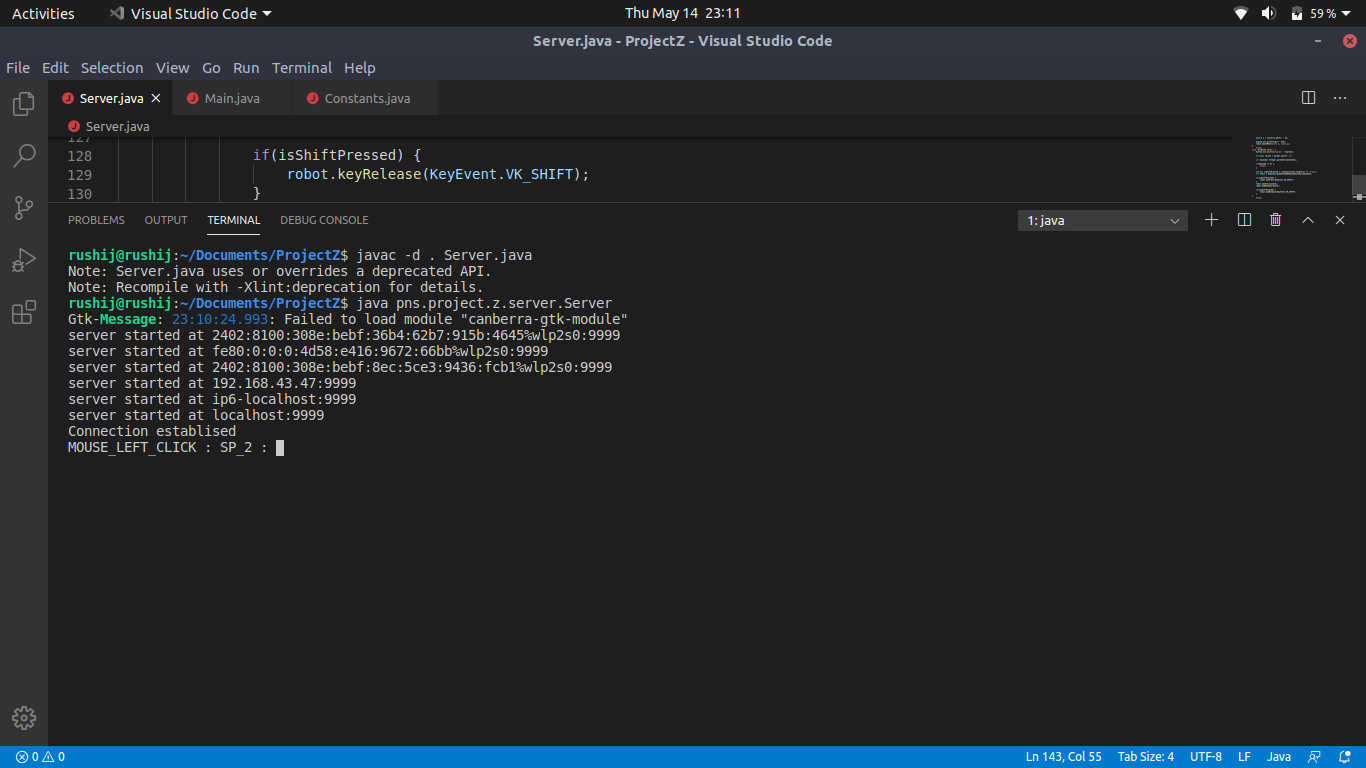 Activities Visual Studio Code Thu May 14 23:11 59 %
Server.java - ProjectZ - Visual Studio Code
File Edit Selection View Go Run Terminal Help
Server.java Main.java Constants.java
Server.java
127
128 if(isShiftPressed) {
129 robot.keyRelease(KeyEvent.VK_SHIFT);
130 }
PROBLEMS OUTPUT TERMINAL DEBUG CONSOLE 1: java
rushij@rushij:~/Documents/ProjectZ$ javac -d . Server.java
Note: Server.java uses or overrides a deprecated API.
Note: Recompile with -Xlint:deprecation for details.
rushij@rushij:~/Documents/ProjectZ$ java pns.project.z.server.Server
Gtk-Message: 23:10:24.993: Failed to load module "canberra-gtk-module"
server started at 2402:8100:308e:bebf:36b4:62b7:915b:4645%wlp2s0:9999
server started at fe80:0:0:0:4d58:e416:9672:66bb%wlp2s0:9999
server started at 2402:8100:308e:bebf:8ec:5ce3:9436:fcb1%wlp2s0:9999
server started at 192.168.43.47:9999
server started at ip6-localhost:9999
server started at localhost:9999
Connection establised
MOUSE_LEFT_CLICK : SP_2 :
0 0 Ln 143, Col 55 Tab Size: 4 UTF-8 LF Java